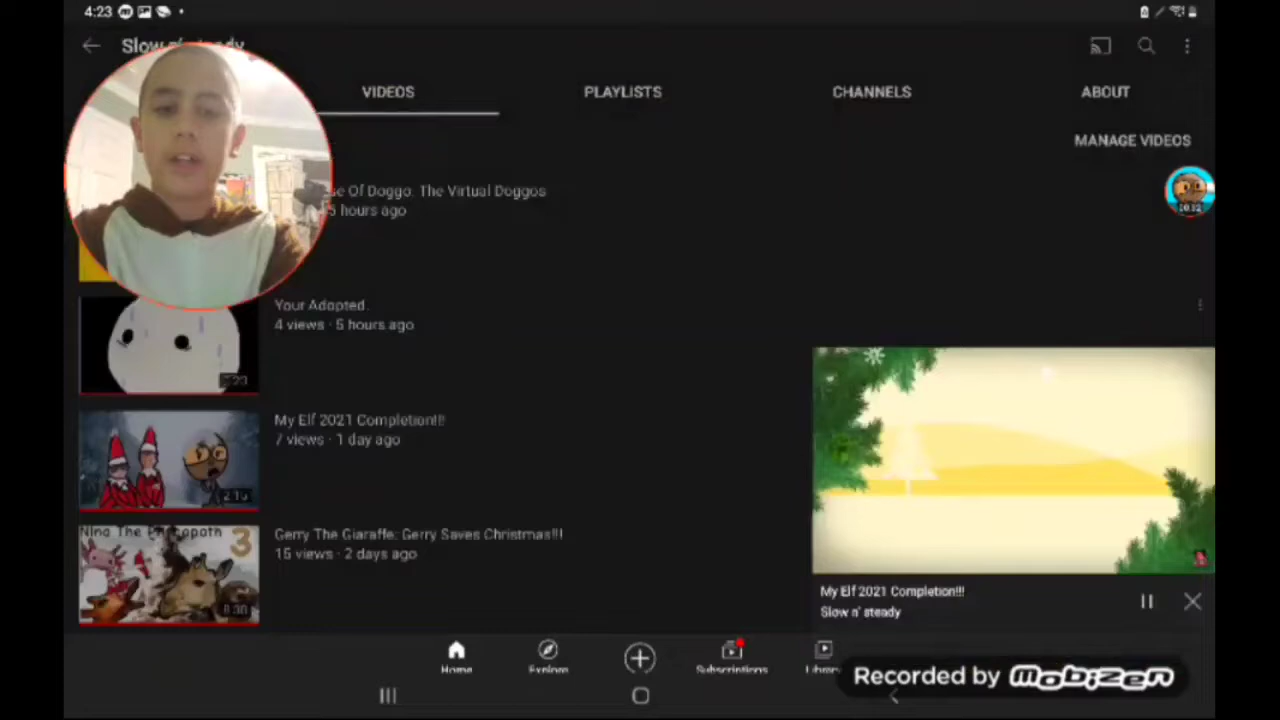 4:23
Slow n' steady
VIDEOS
PLAYLISTS
CHANNELS
ABOUT
MANAGE VIDEOS
Of Doggo: The Virtual Doggos
5 hours ago
Your Adopted.
4 views · 5 hours ago
My Elf 2021 Completion!!!
7 views · 1 day ago
2:16
Gerry The Giaraffe: Gerry Saves Christmas!!!
15 views · 2 days ago
Nina The
3
My Elf 2021 Completion!!!
Slow n' steady
Home
Explore
Subscriptions
Recorded by Mobizen